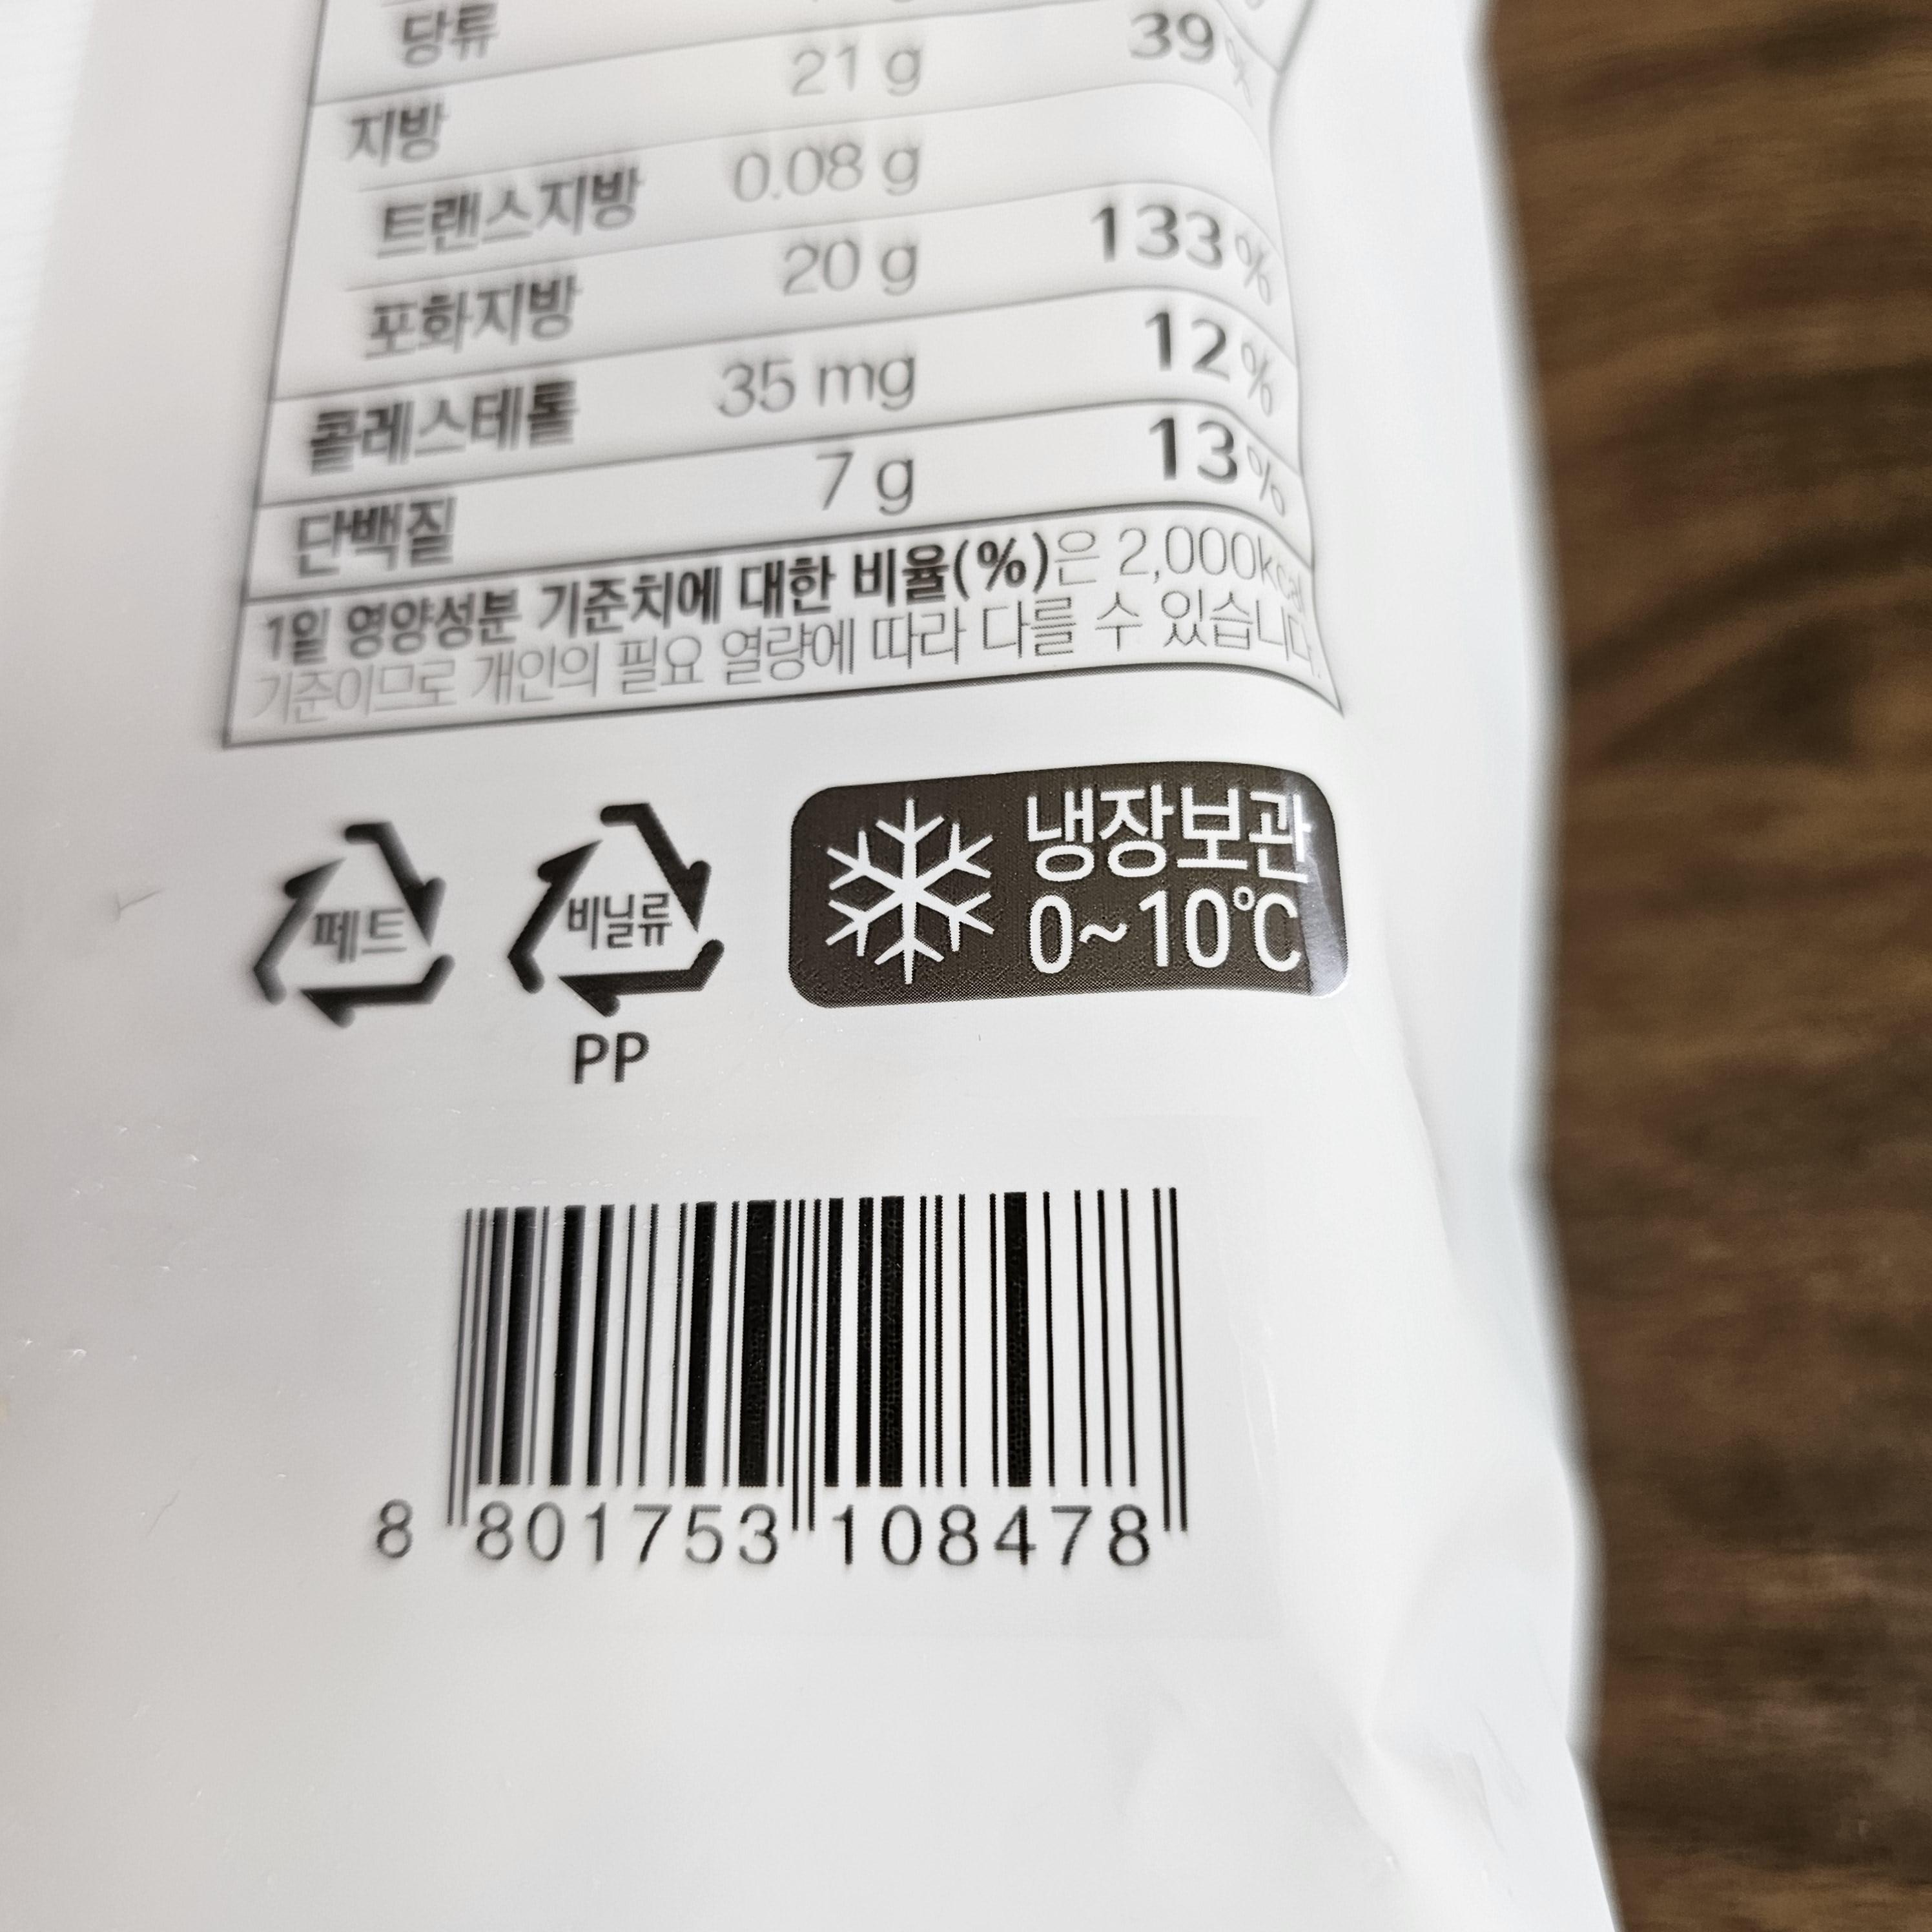 당류
지방 21 g 39 %
트랜스지방 0.08 g
포화지방 20 g 133 %
콜레스테롤 35 mg 12 %
단백질 7 g 13 %
1일 영양성분 기준치에 대한 비율(%)은 2,000kcal
기준이므로 개인의 필요 열량에 따라 다를 수 있습니다.
페트
비닐류
PP
냉장보관
0~10℃
8 801753 108478